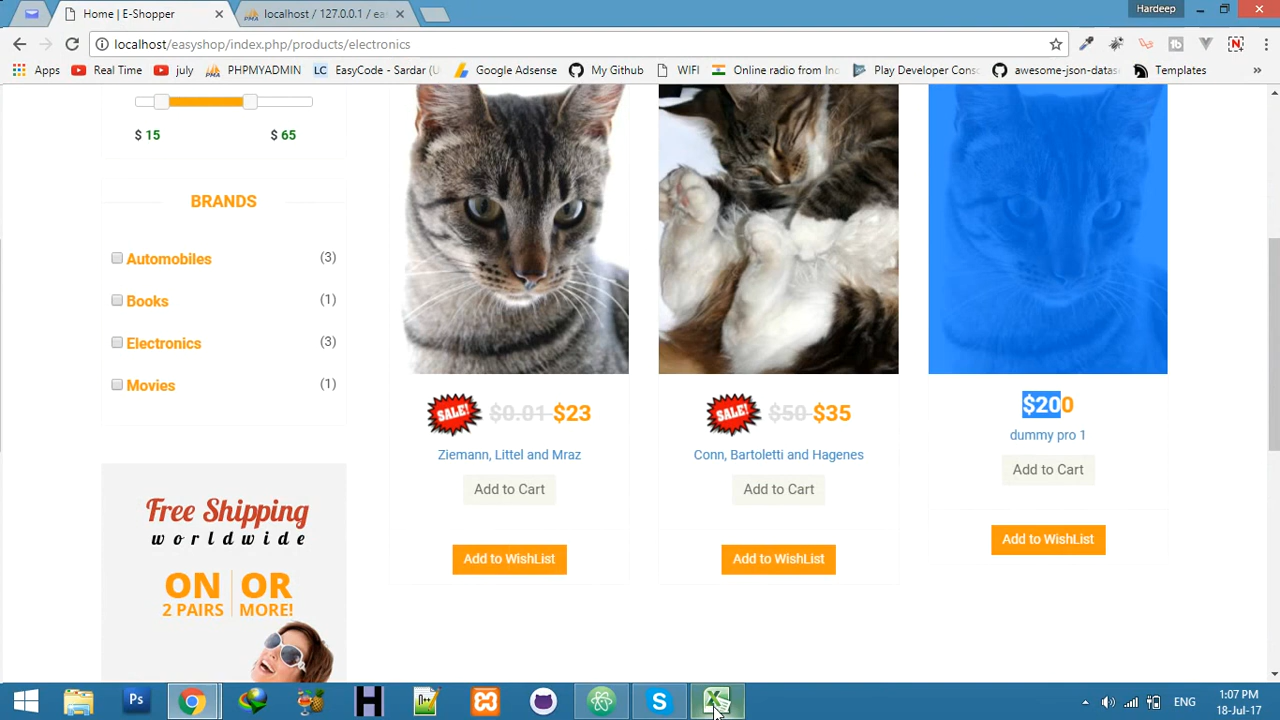 Hardeep
Home | E-Shopper
localhost / 127.0.0.1 / ea
localhost/easyshop/index.php/products/electronics
Apps
Real Time
july
PHPMYADMIN
LC EasyCode - Sardar (U
Google Adsense
My Github
WIFI
Online radio from In
Play Developer Cons
awesome-json-datas
Templates
»
$ 15
$ 65
BRANDS
Automobiles (3)
Books (1)
Electronics (3)
Movies (1)
Free Shipping
worldwide
ON OR
2 PAIRS MORE!
SALE! $0.01 $23
Ziemann, Littel and Mraz
Add to Cart
Add to WishList
SALE! $50 $35
Conn, Bartoletti and Hagenes
Add to Cart
Add to WishList
$200
dummy pro 1
Add to Cart
Add to WishList
Ps
H
S
ENG
1:07 PM
18-Jul-17